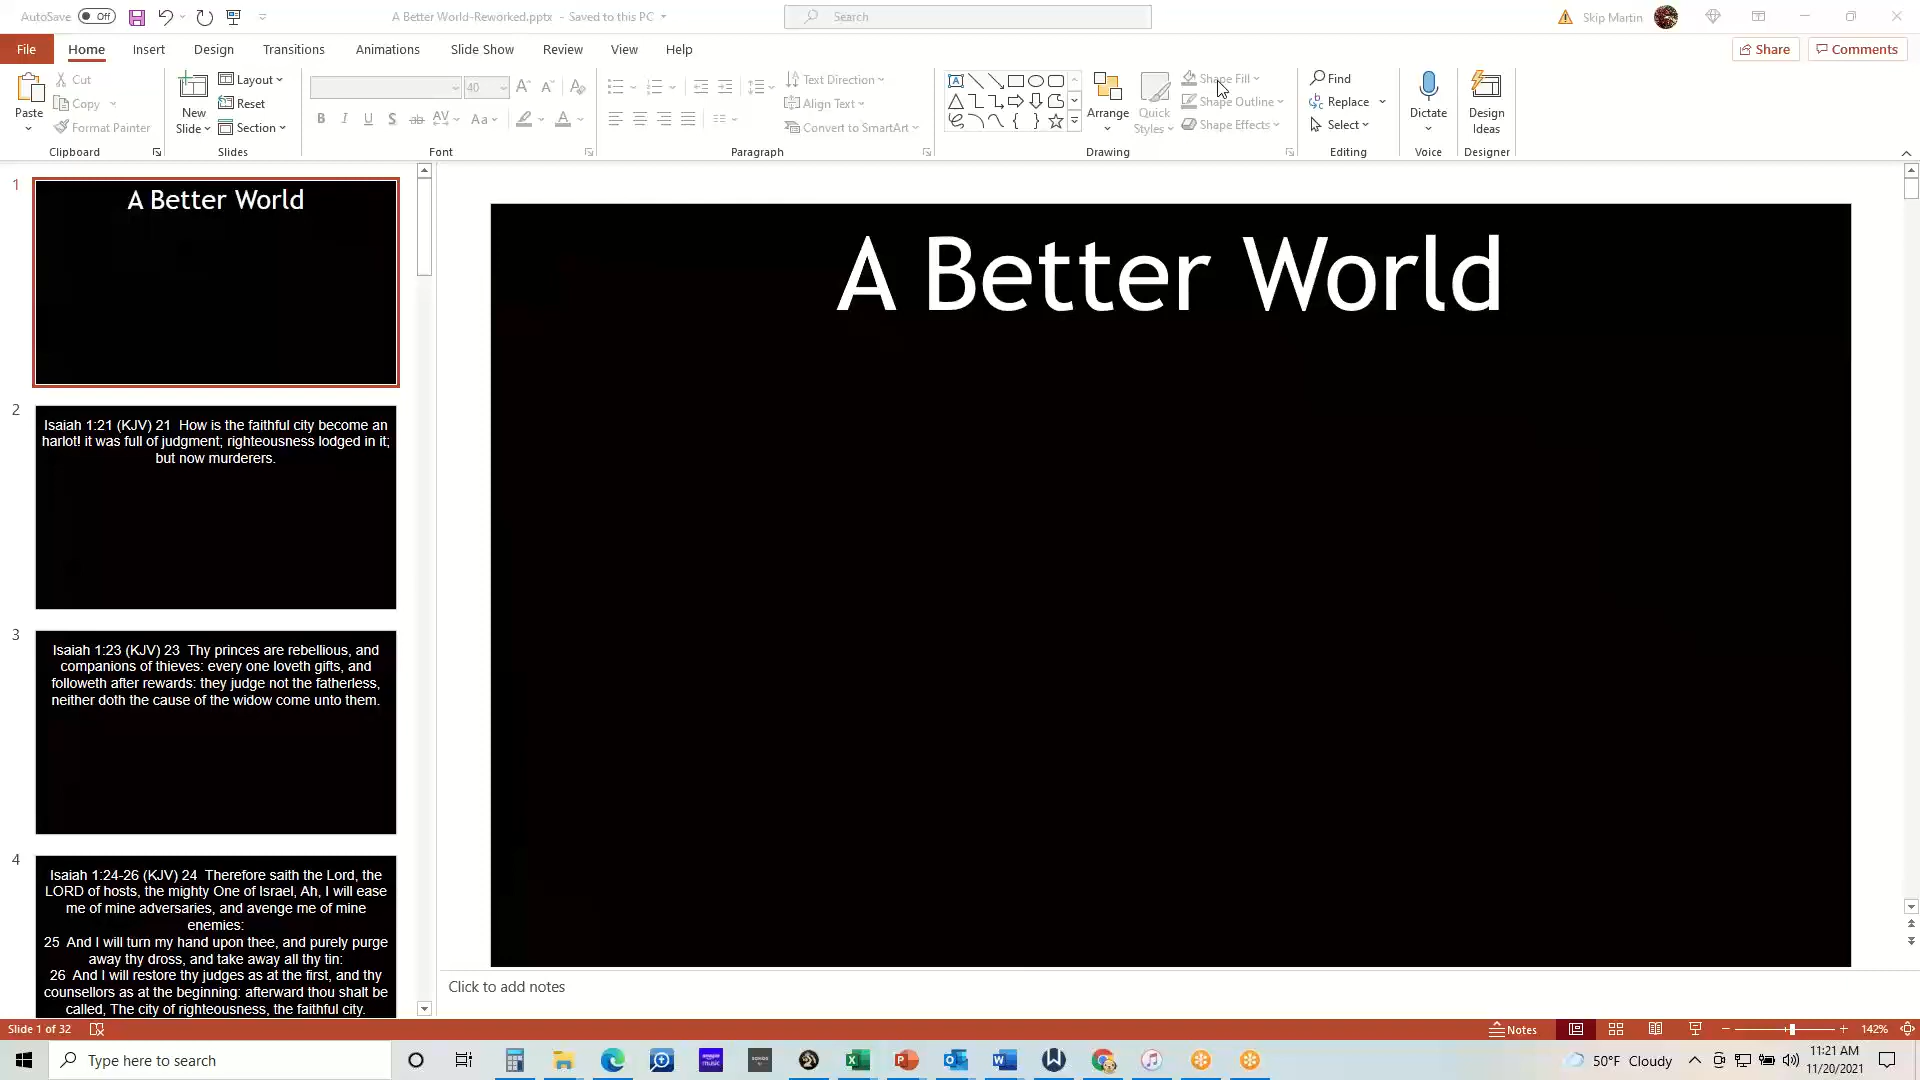 AutoSave Off
A Better World-Reworked.pptx - Saved to this PC
Search
Skip Martin
File Home Insert Design Transitions Animations Slide Show Review View Help
Share Comments
Paste
Cut
Copy
Format Painter
Clipboard
New
Slide
Layout
Reset
Section
Slides
40
Font
Text Direction
Align Text
Convert to SmartArt
Paragraph
Arrange
Quick
Styles
Shape Fill
Shape Outline
Shape Effects
Drawing
Find
Replace
Select
Editing
Dictate
Voice
Design
Ideas
Designer
1
A Better World
2
Isaiah 1:21 (KJV) 21 How is the faithful city become an
harlot! it was full of judgment; righteousness lodged in it;
but now murderers.
3
Isaiah 1:23 (KJV) 23 Thy princes are rebellious, and
companions of thieves: every one loveth gifts, and
followeth after rewards: they judge not the fatherless,
neither doth the cause of the widow come unto them.
4
Isaiah 1:24-26 (KJV) 24 Therefore saith the Lord, the
LORD of hosts, the mighty One of Israel, Ah, I will ease
me of mine adversaries, and avenge me of mine
enemies:
25 And I will turn my hand upon thee, and purely purge
away thy dross, and take away all thy tin:
26 And I will restore thy judges as at the first, and thy
counsellors as at the beginning: afterward thou shalt be
called, The city of righteousness, the faithful city.
A Better World
Click to add notes
Slide 1 of 32
Notes
142%
Type here to search
50°F Cloudy
11:21 AM
11/20/2021